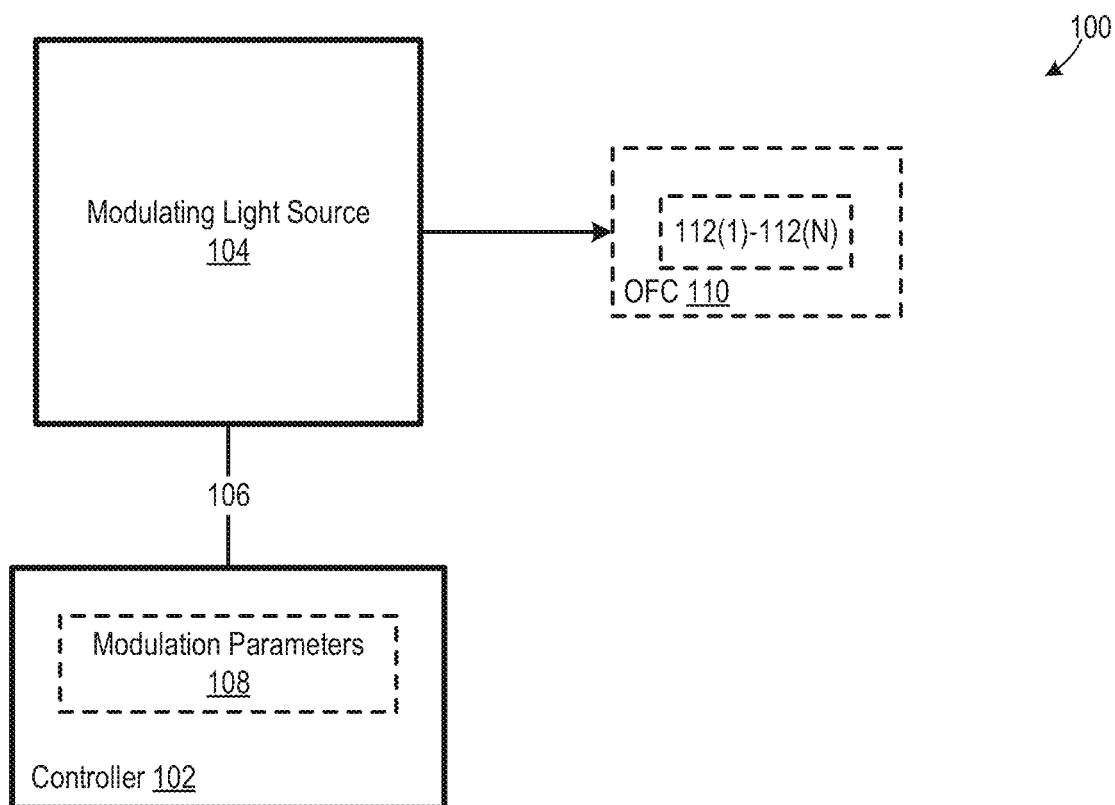 100
Modulating Light Source
104
112(1)-112(N)
OFC 110
106
Modulation Parameters
108
Controller 102